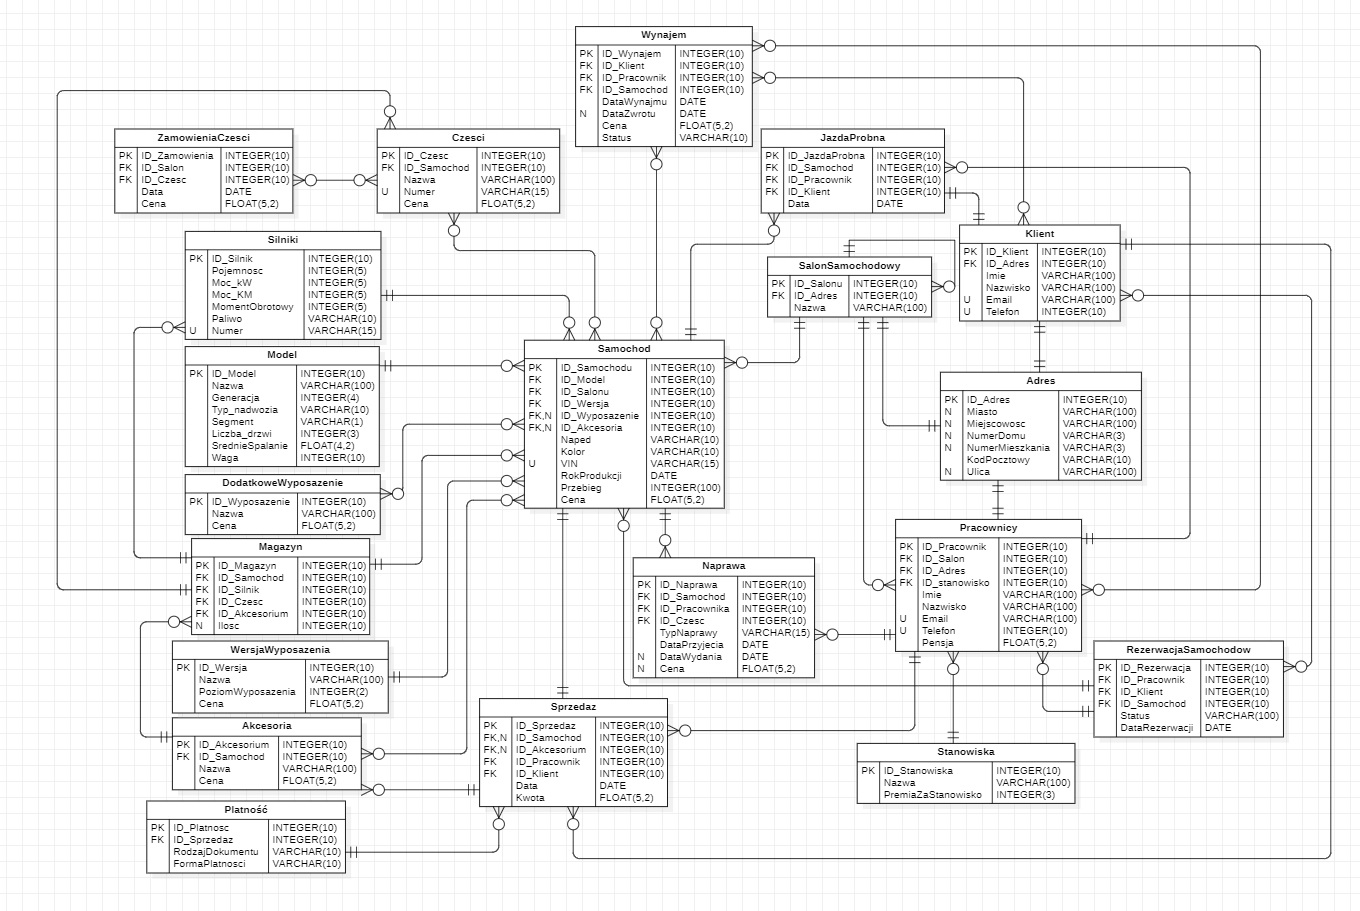 Wynajem
PK ID_Wynajem INTEGER(10)
FK ID_Klient INTEGER(10)
FK ID_Pracownik INTEGER(10)
FK ID_Samochod INTEGER(10)
DataWynajmu DATE
N DataZwrotu DATE
Cena FLOAT(5,2)
Status VARCHAR(10)
ZamowieniaCzesci
PK ID_Zamowienia INTEGER(10)
FK ID_Salon INTEGER(10)
FK ID_Czesc INTEGER(10)
Data DATE
Cena FLOAT(5,2)
Czesci
PK ID_Czesc INTEGER(10)
FK ID_Samochod INTEGER(10)
Nazwa VARCHAR(100)
U Numer VARCHAR(15)
Cena FLOAT(5,2)
JazdaProbna
PK ID_JazdaProbna INTEGER(10)
FK ID_Samochod INTEGER(10)
FK ID_Pracownik INTEGER(10)
FK ID_Klient INTEGER(10)
Data DATE
Silniki
PK ID_Silnik INTEGER(10)
Pojemnosc INTEGER(5)
Moc_kW INTEGER(5)
Moc_KM INTEGER(5)
MomentObrotowy INTEGER(5)
Paliwo VARCHAR(10)
U Numer VARCHAR(15)
SalonSamochodowy
PK ID_Salonu INTEGER(10)
FK ID_Adres INTEGER(10)
Nazwa VARCHAR(100)
Klient
PK ID_Klient INTEGER(10)
FK ID_Adres INTEGER(10)
Imie VARCHAR(100)
Nazwisko VARCHAR(100)
U Email VARCHAR(100)
U Telefon INTEGER(10)
Model
PK ID_Model INTEGER(10)
Nazwa VARCHAR(100)
Generacja INTEGER(4)
Typ_nadwozia VARCHAR(10)
Segment VARCHAR(1)
Liczba_drzwi INTEGER(3)
SrednieSpalanie FLOAT(4,2)
Waga INTEGER(10)
Samochod
PK ID_Samochodu INTEGER(10)
FK ID_Model INTEGER(10)
FK ID_Salonu INTEGER(10)
FK ID_Wersja INTEGER(10)
FK,N ID_Wyposazenie INTEGER(10)
FK,N ID_Akcesoria INTEGER(10)
Naped VARCHAR(10)
Kolor VARCHAR(10)
U VIN VARCHAR(15)
RokProdukcji DATE
Przebieg INTEGER(100)
Cena FLOAT(5,2)
Adres
PK ID_Adres INTEGER(10)
N Miasto VARCHAR(100)
N Miejscowosc VARCHAR(100)
N NumerDomu VARCHAR(3)
N NumerMieszkania VARCHAR(3)
KodPocztowy VARCHAR(10)
N Ulica VARCHAR(100)
DodatkoweWyposazenie
PK ID_Wyposazenie INTEGER(10)
Nazwa VARCHAR(100)
Cena FLOAT(5,2)
Magazyn
PK ID_Magazyn INTEGER(10)
FK ID_Samochod INTEGER(10)
FK ID_Silnik INTEGER(10)
FK ID_Czesc INTEGER(10)
FK ID_Akcesorium INTEGER(10)
N Ilosc INTEGER(10)
Naprawa
PK ID_Naprawa INTEGER(10)
FK ID_Samochod INTEGER(10)
FK ID_Pracownika INTEGER(10)
FK ID_Czesc INTEGER(10)
TypNaprawy VARCHAR(15)
DataPrzyjecia DATE
N DataWydania DATE
N Cena FLOAT(5,2)
Pracownicy
PK ID_Pracownik INTEGER(10)
FK ID_Salon INTEGER(10)
FK ID_Adres INTEGER(10)
FK ID_stanowisko INTEGER(10)
Imie VARCHAR(100)
Nazwisko VARCHAR(100)
U Email VARCHAR(100)
U Telefon INTEGER(10)
Pensja FLOAT(5,2)
WersjaWyposazenia
PK ID_Wersja INTEGER(10)
Nazwa VARCHAR(100)
PoziomWyposazenia INTEGER(2)
Cena FLOAT(5,2)
RezerwacjaSamochodow
PK ID_Rezerwacja INTEGER(10)
FK ID_Pracownik INTEGER(10)
FK ID_Klient INTEGER(10)
FK ID_Samochod INTEGER(10)
Status VARCHAR(100)
DataRezerwacji DATE
Akcesoria
PK ID_Akcesorium INTEGER(10)
FK ID_Samochod INTEGER(10)
Nazwa VARCHAR(100)
Cena FLOAT(5,2)
Sprzedaz
PK ID_Sprzedaz INTEGER(10)
FK,N ID_Samochod INTEGER(10)
FK,N ID_Akcesorium INTEGER(10)
FK ID_Pracownik INTEGER(10)
FK ID_Klient INTEGER(10)
Data DATE
Kwota FLOAT(5,2)
Stanowiska
PK ID_Stanowiska INTEGER(10)
Nazwa VARCHAR(100)
PremiaZaStanowisko INTEGER(3)
Platność
PK ID_Platnosc INTEGER(10)
FK ID_Sprzedaz INTEGER(10)
RodzajDokumentu VARCHAR(10)
FormaPlatnosci VARCHAR(10)